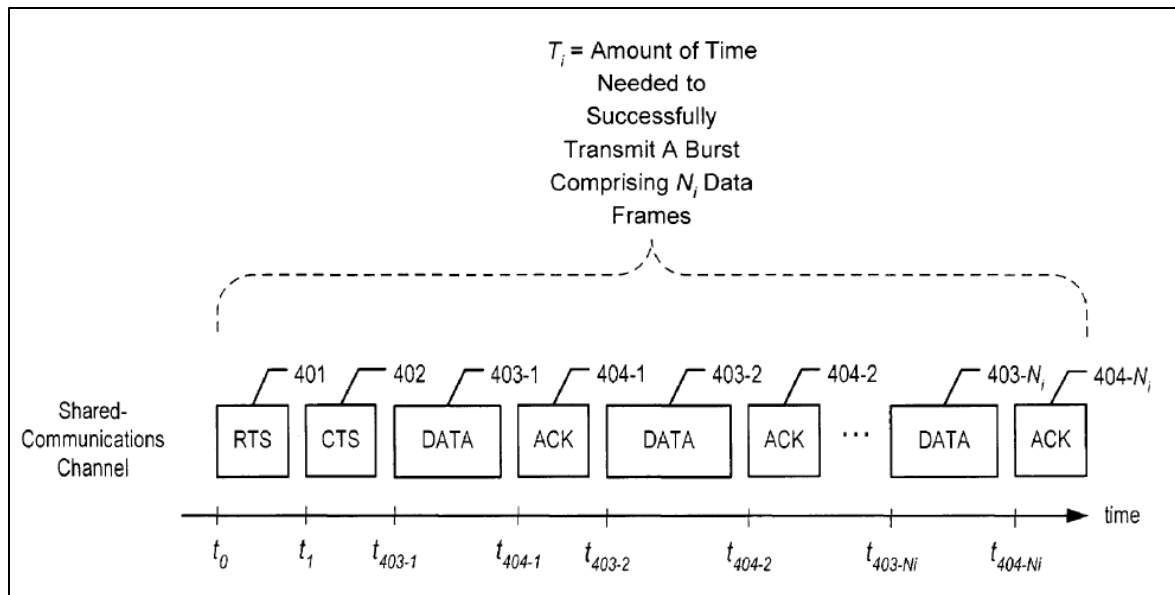 T_i = Amount of Time
Needed to
Successfully
Transmit A Burst
Comprising N_i Data
Frames
401 402 403-1 404-1 403-2 404-2 403-N_i 404-N_i
Shared-
Communications
Channel
RTS CTS DATA ACK DATA ACK ... DATA ACK
time
t_0 t_1 t_403-1 t_404-1 t_403-2 t_404-2 t_403-Ni t_404-Ni